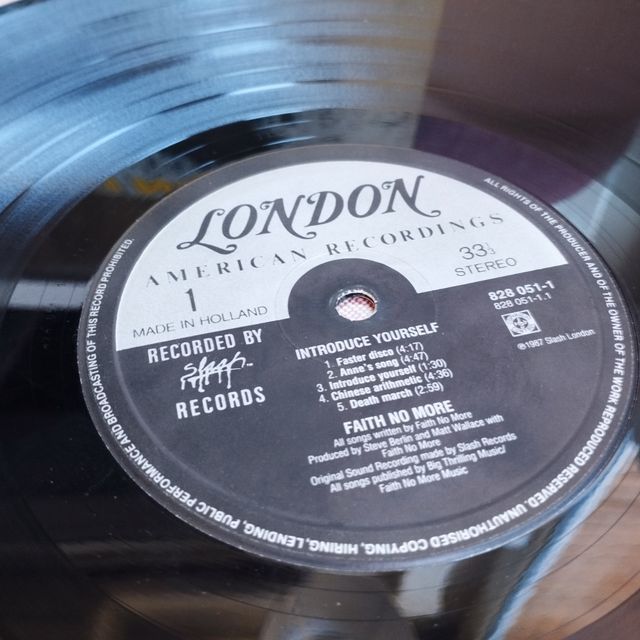 LONDON
AMERICAN RECORDINGS
1
33⅓
STEREO
MADE IN HOLLAND
828 051-1
828 051-1.1
RECORDED BY
slash ™
RECORDS
℗1987 Slash London
INTRODUCE YOURSELF
1. Faster disco (4:17)
2. Anne's song (4:47)
3. Introduce yourself (1:30)
4. Chinese arithmetic (4:36)
5. Death march (2:59)
FAITH NO MORE
All songs written by Faith No More
Produced by Steve Berlin and Matt Wallace with
Faith No More
Original Sound Recording made by Slash Records
All songs published by Big Thrilling Music/
Faith No More Music
ALL RIGHTS OF THE PRODUCER AND OF THE OWNER OF THE WORK REPRODUCED RESERVED. UNAUTHORISED COPYING, HIRING, LENDING, PUBLIC PERFORMANCE AND BROADCASTING OF THIS RECORD PROHIBITED.